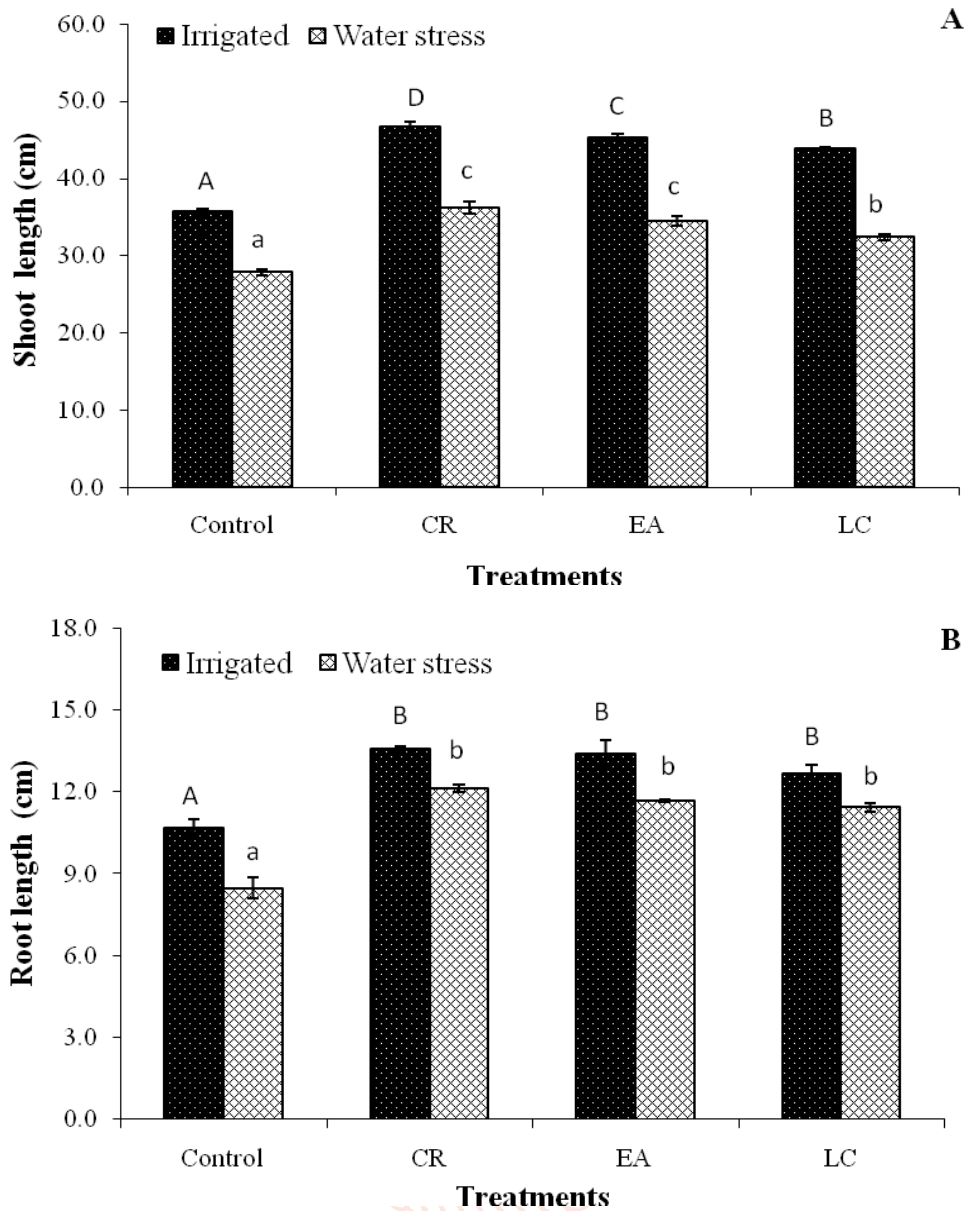 A
60.0
Irrigated Water stress
50.0
40.0
30.0
20.0
10.0
0.0
D
C
B
A
c
c
b
a
Shoot length (cm)
Control CR EA LC
Treatments
B
18.0
Irrigated Water stress
15.0
12.0
9.0
6.0
3.0
0.0
B
B
B
A
b
b
b
a
Root length (cm)
Control CR EA LC
Treatments